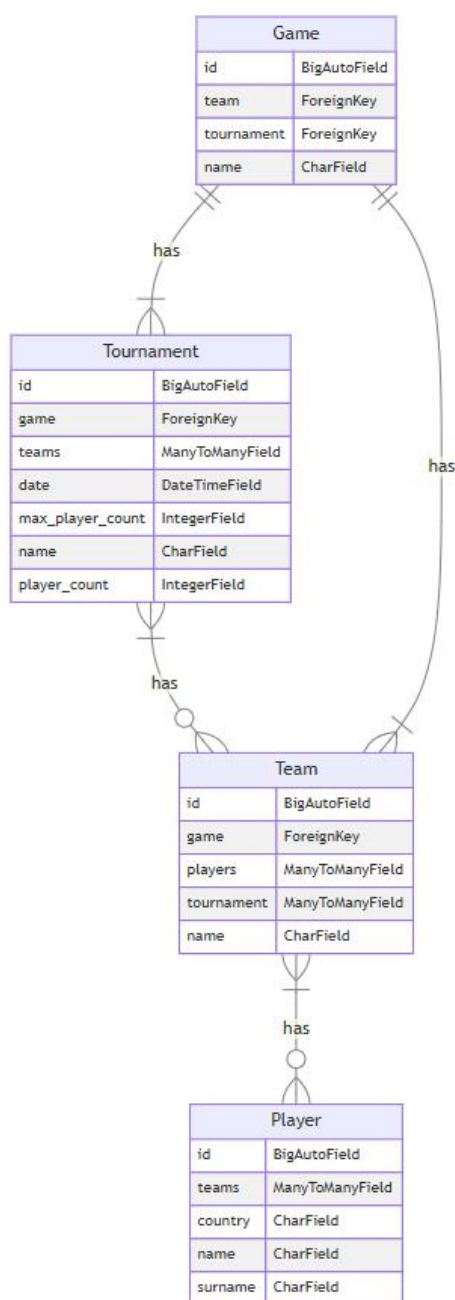 Game
id BigAutoField
team ForeignKey
tournament ForeignKey
name CharField
has
Tournament
id BigAutoField
game ForeignKey
teams ManyToManyField
date DateTimeField
max_player_count IntegerField
name CharField
player_count IntegerField
has
has
Team
id BigAutoField
game ForeignKey
players ManyToManyField
tournament ManyToManyField
name CharField
has
Player
id BigAutoField
teams ManyToManyField
country CharField
name CharField
surname CharField